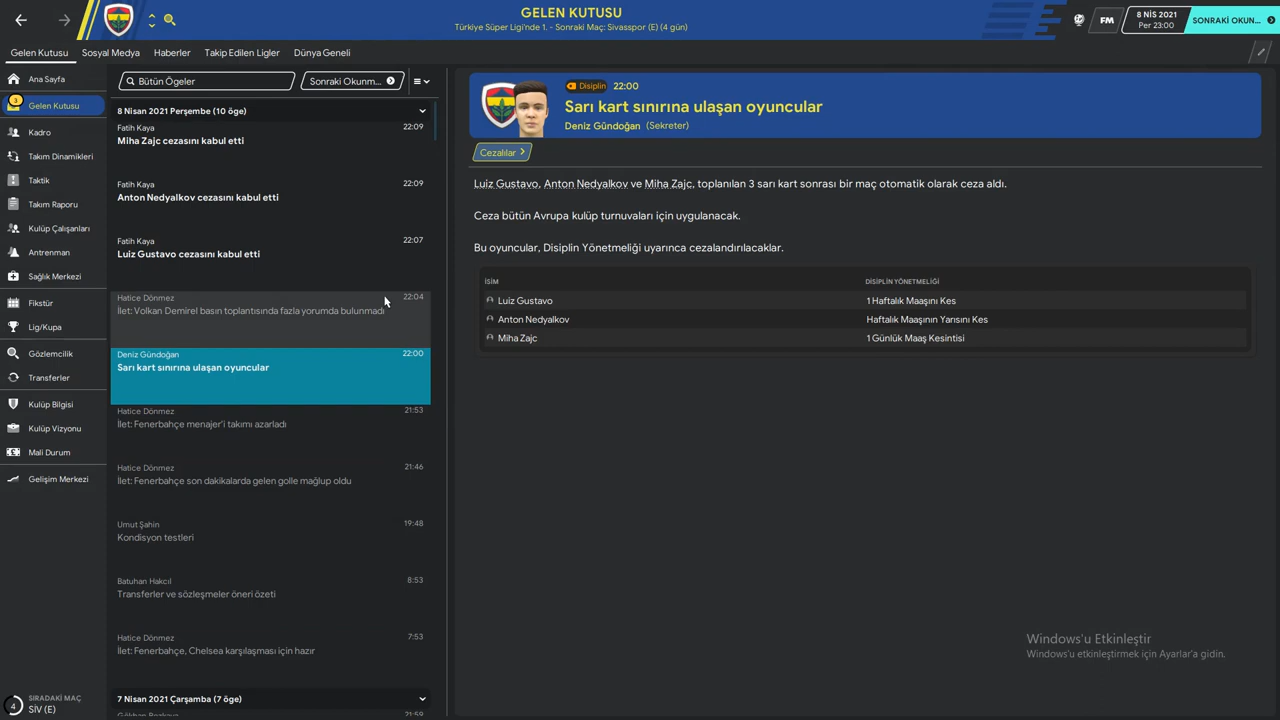 GELEN KUTUSU
Türkiye Süper Ligi'nde 1. - Sonraki Maç: Sivasspor (E) (4 gün)
FM
8 NİS 2021
Per 23:00
SONRAKİ OKUN...
Gelen Kutusu
Sosyal Medya
Haberler
Takip Edilen Ligler
Dünya Geneli
Ana Sayfa
3
Gelen Kutusu
Kadro
Takım Dinamikleri
Taktik
Takım Raporu
Kulüp Çalışanları
Antrenman
Sağlık Merkezi
Fikstür
Lig/Kupa
Gözlemcilik
Transferler
Kulüp Bilgisi
Kulüp Vizyonu
Mali Durum
Gelişim Merkezi
4
SIRADAKİ MAÇ
SİV (E)
Bütün Ögeler
Sonraki Okunm...
8 Nisan 2021 Perşembe (10 öge)
Fatih Kaya 22:09
Miha Zajc cezasını kabul etti
Fatih Kaya 22:09
Anton Nedyalkov cezasını kabul etti
Fatih Kaya 22:07
Luiz Gustavo cezasını kabul etti
Hatice Dönmez 22:04
İlet: Volkan Demirel basın toplantısında fazla yorumda bulunmadı
Deniz Gündoğan 22:00
Sarı kart sınırına ulaşan oyuncular
Hatice Dönmez 21:53
İlet: Fenerbahçe menajer'i takımı azarladı
Hatice Dönmez 21:46
İlet: Fenerbahçe son dakikalarda gelen golle mağlup oldu
Umut Şahin 19:48
Kondisyon testleri
Batuhan Hakcıl 8:53
Transferler ve sözleşmeler öneri özeti
Hatice Dönmez 7:53
İlet: Fenerbahçe, Chelsea karşılaşması için hazır
7 Nisan 2021 Çarşamba (7 öge)
21:59
Disiplin 22:00
Sarı kart sınırına ulaşan oyuncular
Deniz Gündoğan (Sekreter)
Cezalılar
Luiz Gustavo, Anton Nedyalkov ve Miha Zajc, toplanılan 3 sarı kart sonrası bir maç otomatik olarak ceza aldı.
Ceza bütün Avrupa kulüp turnuvaları için uygulanacak.
Bu oyuncular, Disiplin Yönetmeliği uyarınca cezalandırılacaklar.
İSİM DİSİPLİN YÖNETMELİĞİ
Luiz Gustavo 1 Haftalık Maaşını Kes
Anton Nedyalkov Haftalık Maaşının Yarısını Kes
Miha Zajc 1 Günlük Maaş Kesintisi
Windows'u Etkinleştir
Windows'u etkinleştirmek için Ayarlar'a gidin.